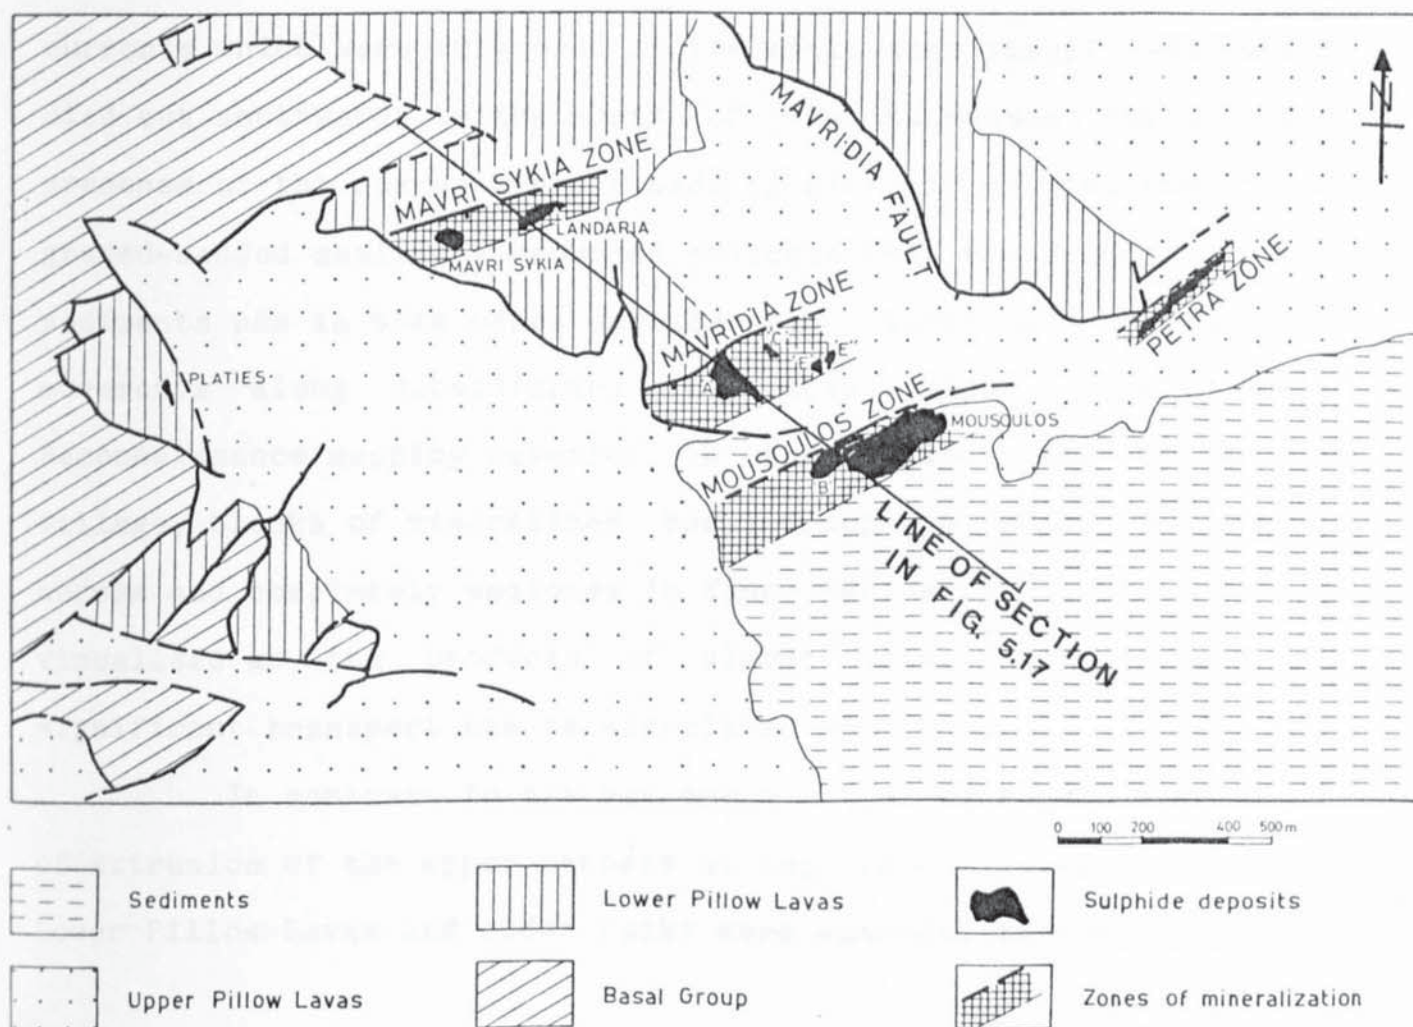 N
MAVRI SYKIA ZONE
LANDARIA
MAVRI SYKIA
MAVRIDIA FAULT
MAVRIDIA ZONE
A
C
'E'
E'
PETRA ZONE
PLATIES
MOUSOULOS ZONE
MOUSOULOS
B
LINE OF SECTION
IN FIG. 5.17
0 100 200 400 500m
Sediments
Lower Pillow Lavas
Sulphide deposits
Upper Pillow Lavas
Basal Group
Zones of mineralization